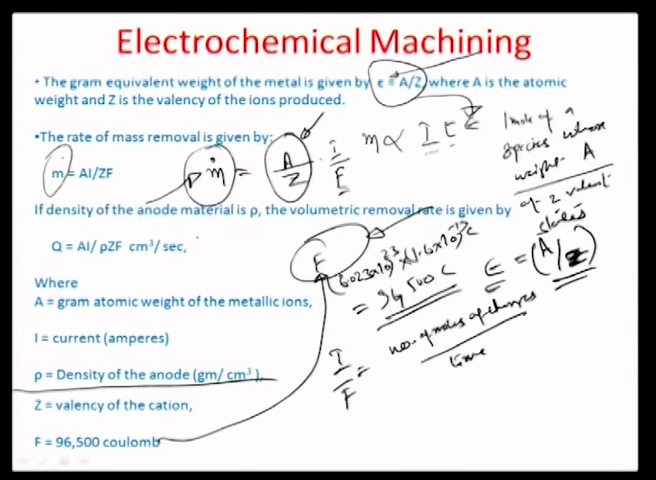 Electrochemical Machining
• The gram equivalent weight of the metal is given by ε = A/Z, where A is the atomic
weight and Z is the valency of the ions produced.
•The rate of mass removal is given by:
ṁ = AI/ZF
ṁ = A/Z · I/F
m ∝ I t ε
1 mole of a
species whose
weight A
of Z valent
states
If density of the anode material is ρ, the volumetric removal rate is given by
Q = AI/ ρZF cm³/sec,
F
(6.023x10²³ x 1.6x10⁻¹⁹ C
= 96,500 C
ε = (A/Z)
Where
A = gram atomic weight of the metallic ions,
I = current (amperes)
I/F = no. of moles of charges
time
ρ = Density of the anode (gm/ cm³),
Z = valency of the cation,
F = 96,500 coulomb